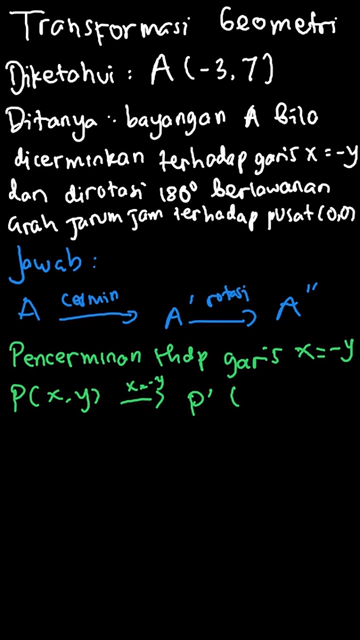 Transformasi Geometri
Diketahui : A (-3, 7)
Ditanya : bayangan A bila
dicerminkan terhadap garis x = -y
dan dirotasi 180° berlawanan
arah jarum jam terhadap pusat (0,0)
Jawab :
A cermin → A' rotasi → A"
Pencerminan thdp garis x = -y
P(x, y) x=-y → P' (